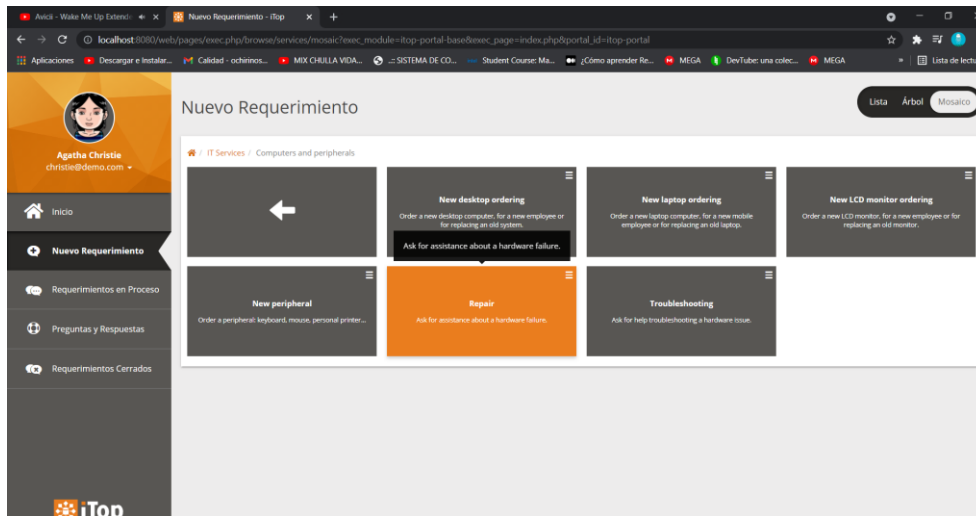 Avicii - Wake Me Up Extende
Nuevo Requerimiento - iTop
localhost:8080/web/pages/exec.php/browse/services/mosaic?exec_module=itop-portal-base&exec_page=index.php&portal_id=itop-portal
Aplicaciones
Descargar e Instalar...
Calidad - ochirinos...
MIX CHULLA VIDA...
..:: SISTEMA DE CO...
Student Course: Ma...
¿Cómo aprender Re...
MEGA
DevTube: una colec...
MEGA
»
Lista de lectu
Agatha Christie
christie@demo.com
Inicio
Nuevo Requerimiento
Requerimientos en Proceso
Preguntas y Respuestas
Requerimientos Cerrados
iTop
Nuevo Requerimiento
Lista Árbol Mosaico
/ IT Services / Computers and peripherals
New desktop ordering
Order a new desktop computer, for a new employee or
for replacing an old system.
New laptop ordering
Order a new laptop computer, for a new mobile
employee or for replacing an old laptop.
New LCD monitor ordering
Order a new LCD monitor, for a new employee or for
replacing an old monitor.
Ask for assistance about a hardware failure.
New peripheral
Order a peripheral: keyboard, mouse, personal printer...
Repair
Ask for assistance about a hardware failure.
Troubleshooting
Ask for help troubleshooting a hardware issue.